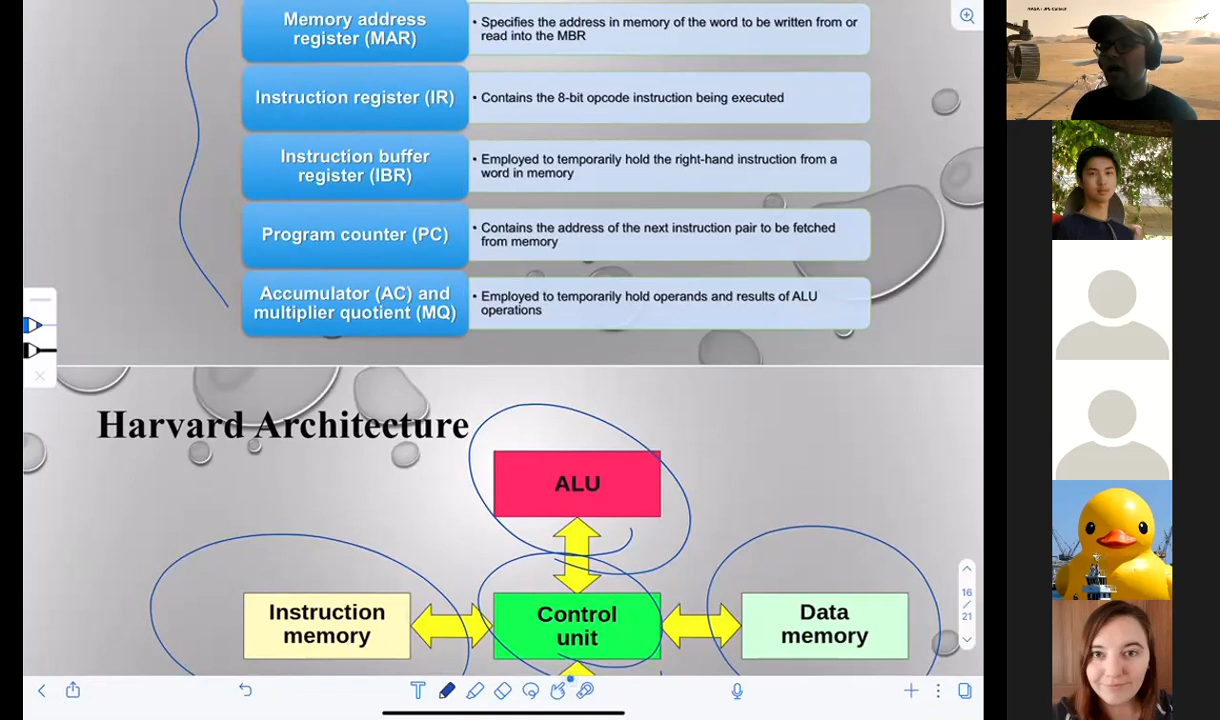 Memory address
register (MAR)
• Specifies the address in memory of the word to be written from or
read into the MBR
Instruction register (IR)
• Contains the 8-bit opcode instruction being executed
Instruction buffer
register (IBR)
• Employed to temporarily hold the right-hand instruction from a
word in memory
Program counter (PC)
• Contains the address of the next instruction pair to be fetched
from memory
Accumulator (AC) and
multiplier quotient (MQ)
• Employed to temporarily hold operands and results of ALU
operations
Harvard Architecture
ALU
Instruction
memory
Control
unit
Data
memory
16
/
21
T